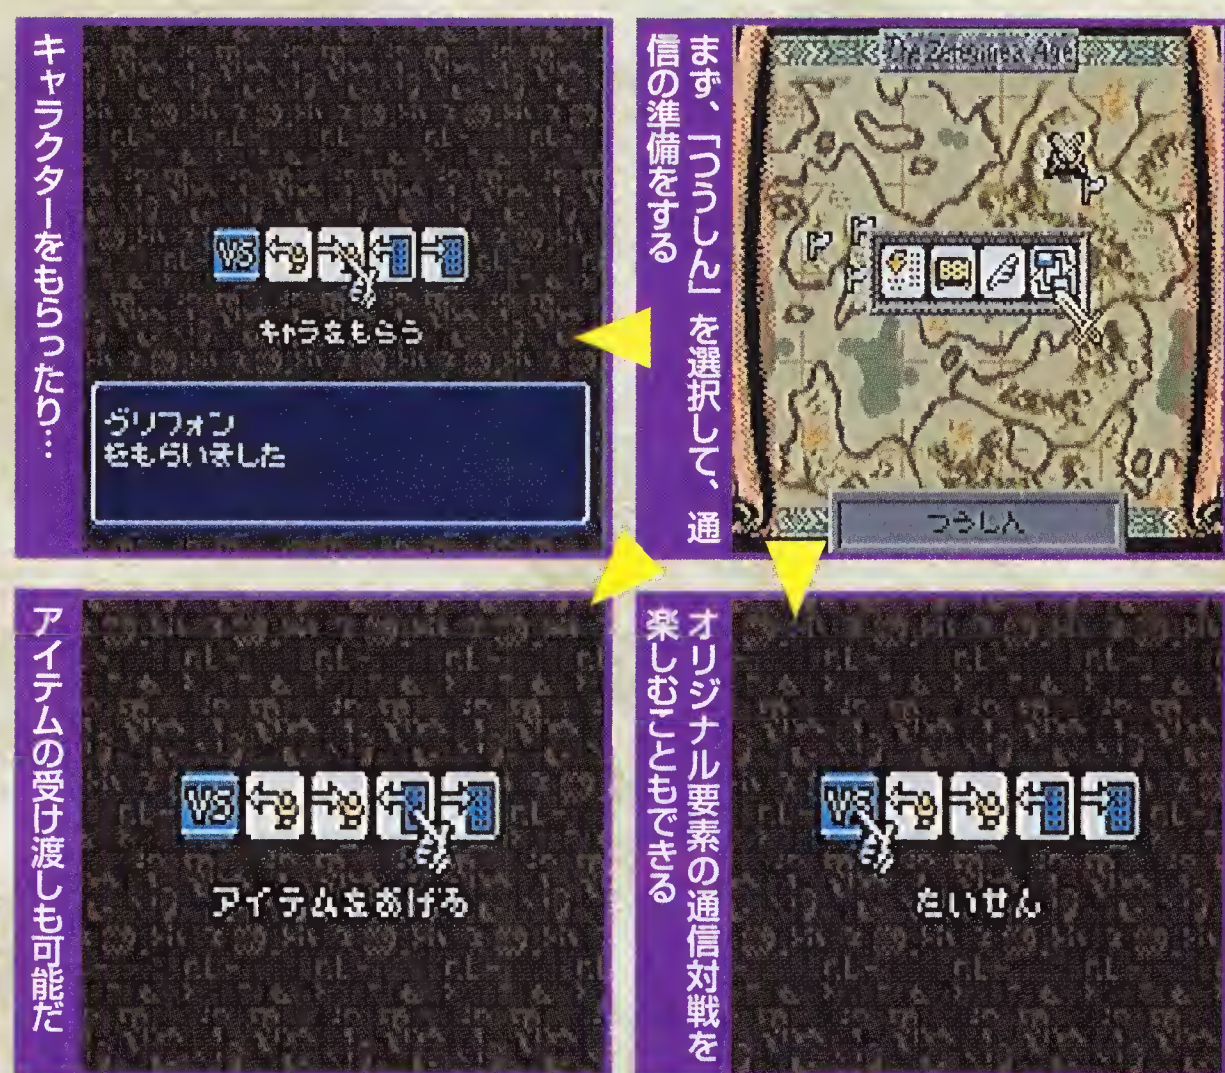 まず、「つうしん」を選択して、通
信の準備をする
つうしん
キャラクターをもらったり…
VS
キャラをもらう
グリフォン
をもらいました
オリジナル要素の通信対戦を
楽しむこともできる
VS
たいせん
アイテムの受け渡しも可能だ
VS
アイテムをあげる